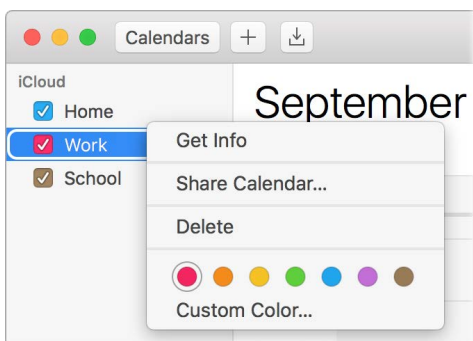 Calendars
iCloud
Home
September
Work
School
Get Info
Share Calendar...
Delete
Custom Color...